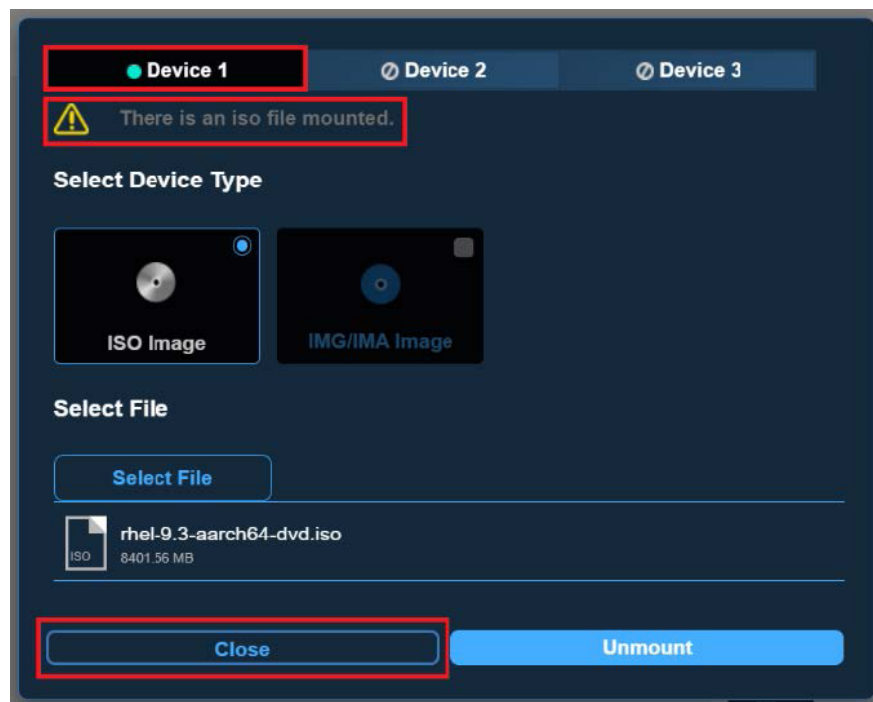 Device 1 Device 2 Device 3
There is an iso file mounted.
Select Device Type
ISO Image IMG/IMA Image
Select File
Select File
rhel-9.3-aarch64-dvd.iso
ISO 8401.56 MB
Close Unmount